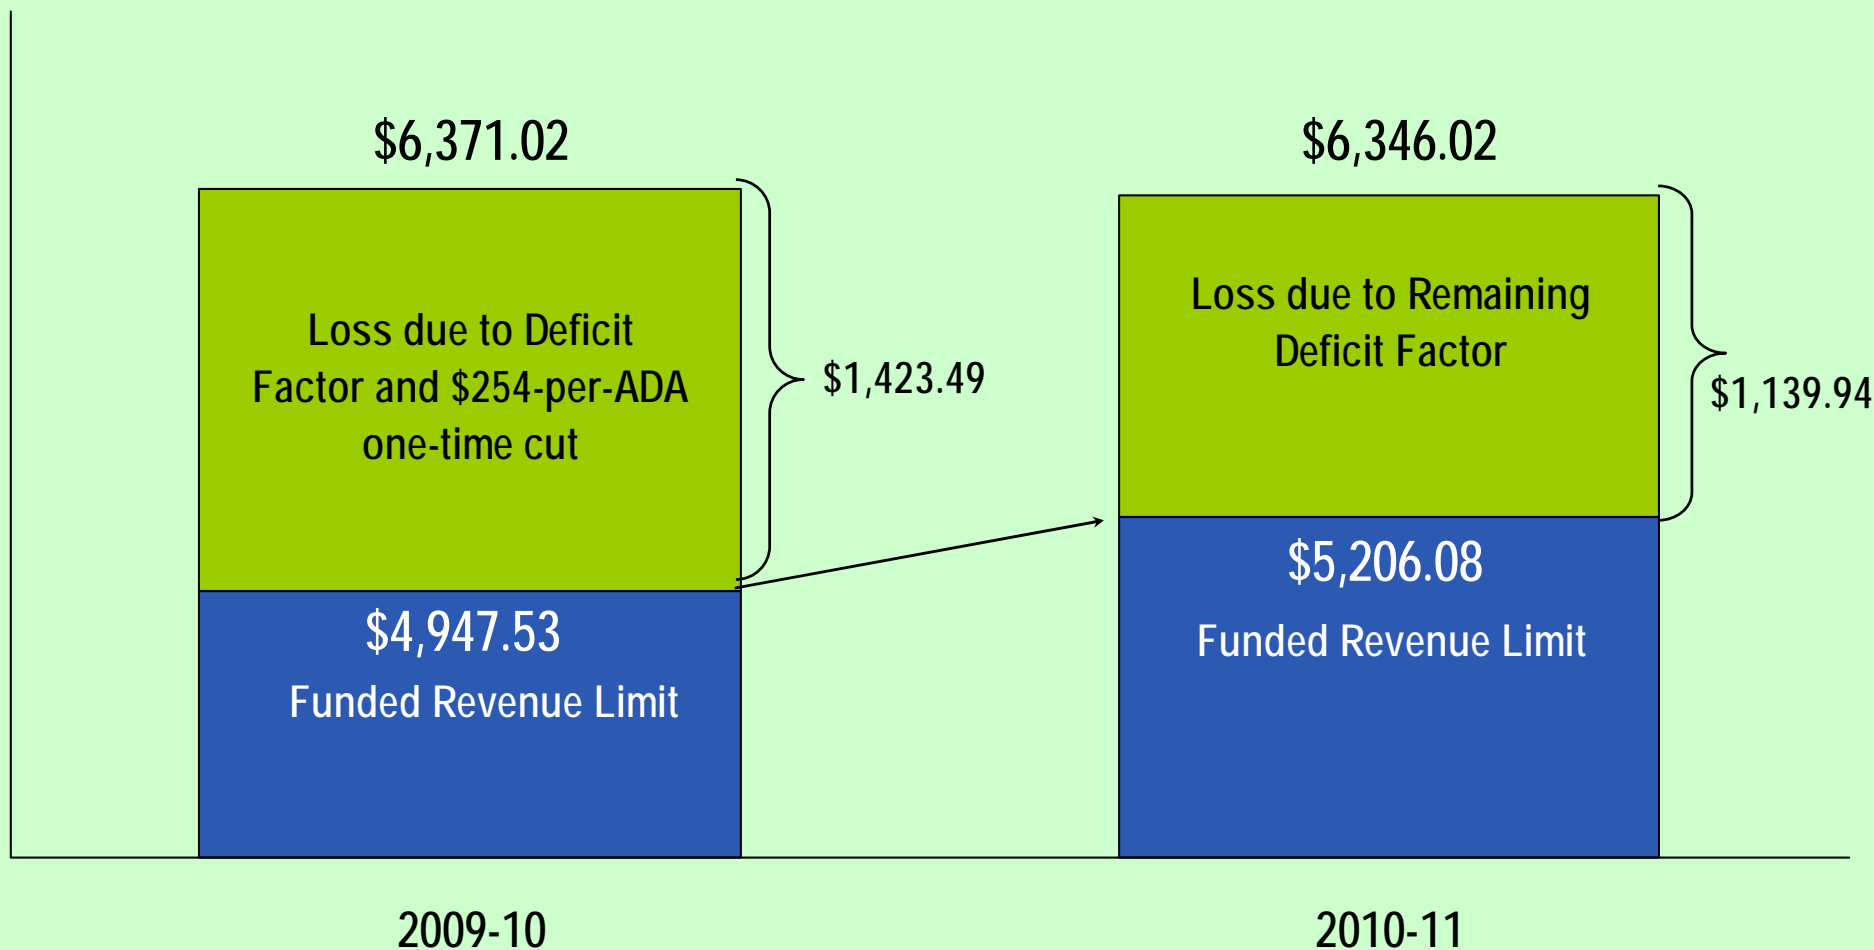 $6,371.02
Loss due to Deficit
Factor and $254-per-ADA
one-time cut
$1,423.49
$4,947.53
Funded Revenue Limit
2009-10
$6,346.02
Loss due to Remaining
Deficit Factor
$1,139.94
$5,206.08
Funded Revenue Limit
2010-11